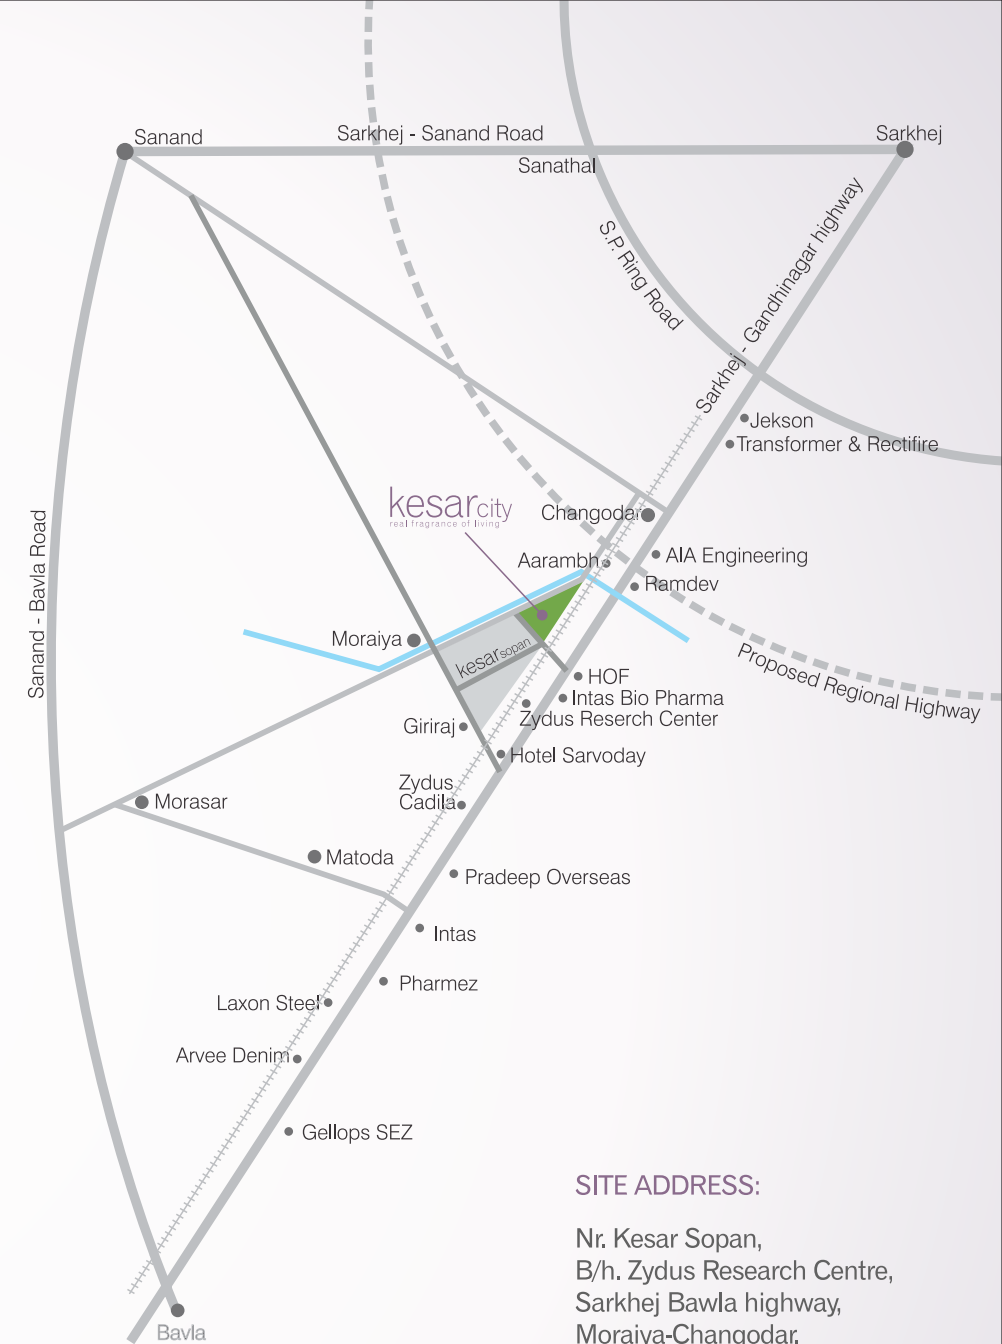 Sanand
Sarkhej - Sanand Road
Sarkhej
Sanathal
S.P. Ring Road
Sarkhej - Gandhinagar highway
Jekson
Transformer & Rectifire
kesarcity
real fragrance of living
Changodar
Aarambh
AIA Engineering
Ramdev
Sanand - Bavla Road
Moraiya
kesarsopan
Proposed Regional Highway
HOF
Intas Bio Pharma
Zydus Reserch Center
Giriraj
Hotel Sarvoday
Zydus
Cadila
Morasar
Matoda
Pradeep Overseas
Intas
Pharmez
Laxon Steel
Arvee Denim
Gellops SEZ
Bavla
SITE ADDRESS:
Nr. Kesar Sopan,
B/h. Zydus Research Centre,
Sarkhej Bawla highway,
Moraiya-Changodar,